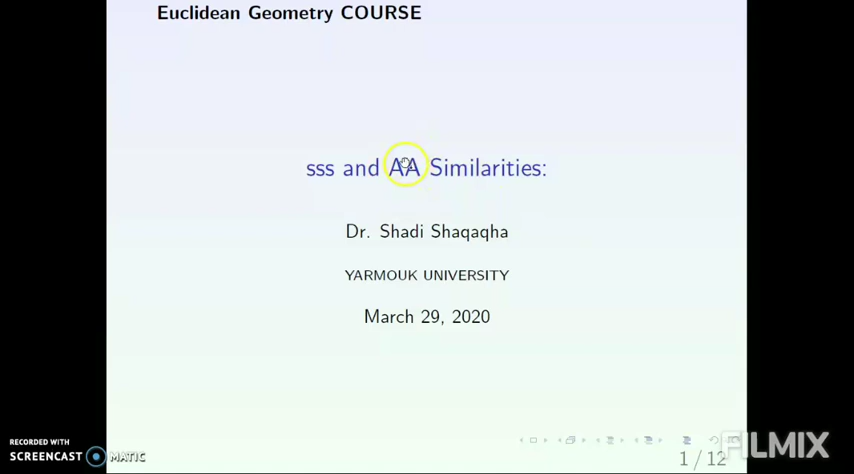 Euclidean Geometry COURSE
sss and AA Similarities:
Dr. Shadi Shaqaqha
YARMOUK UNIVERSITY
March 29, 2020
1 / 12
FILMIX
RECORDED WITH
SCREENCAST MATIC